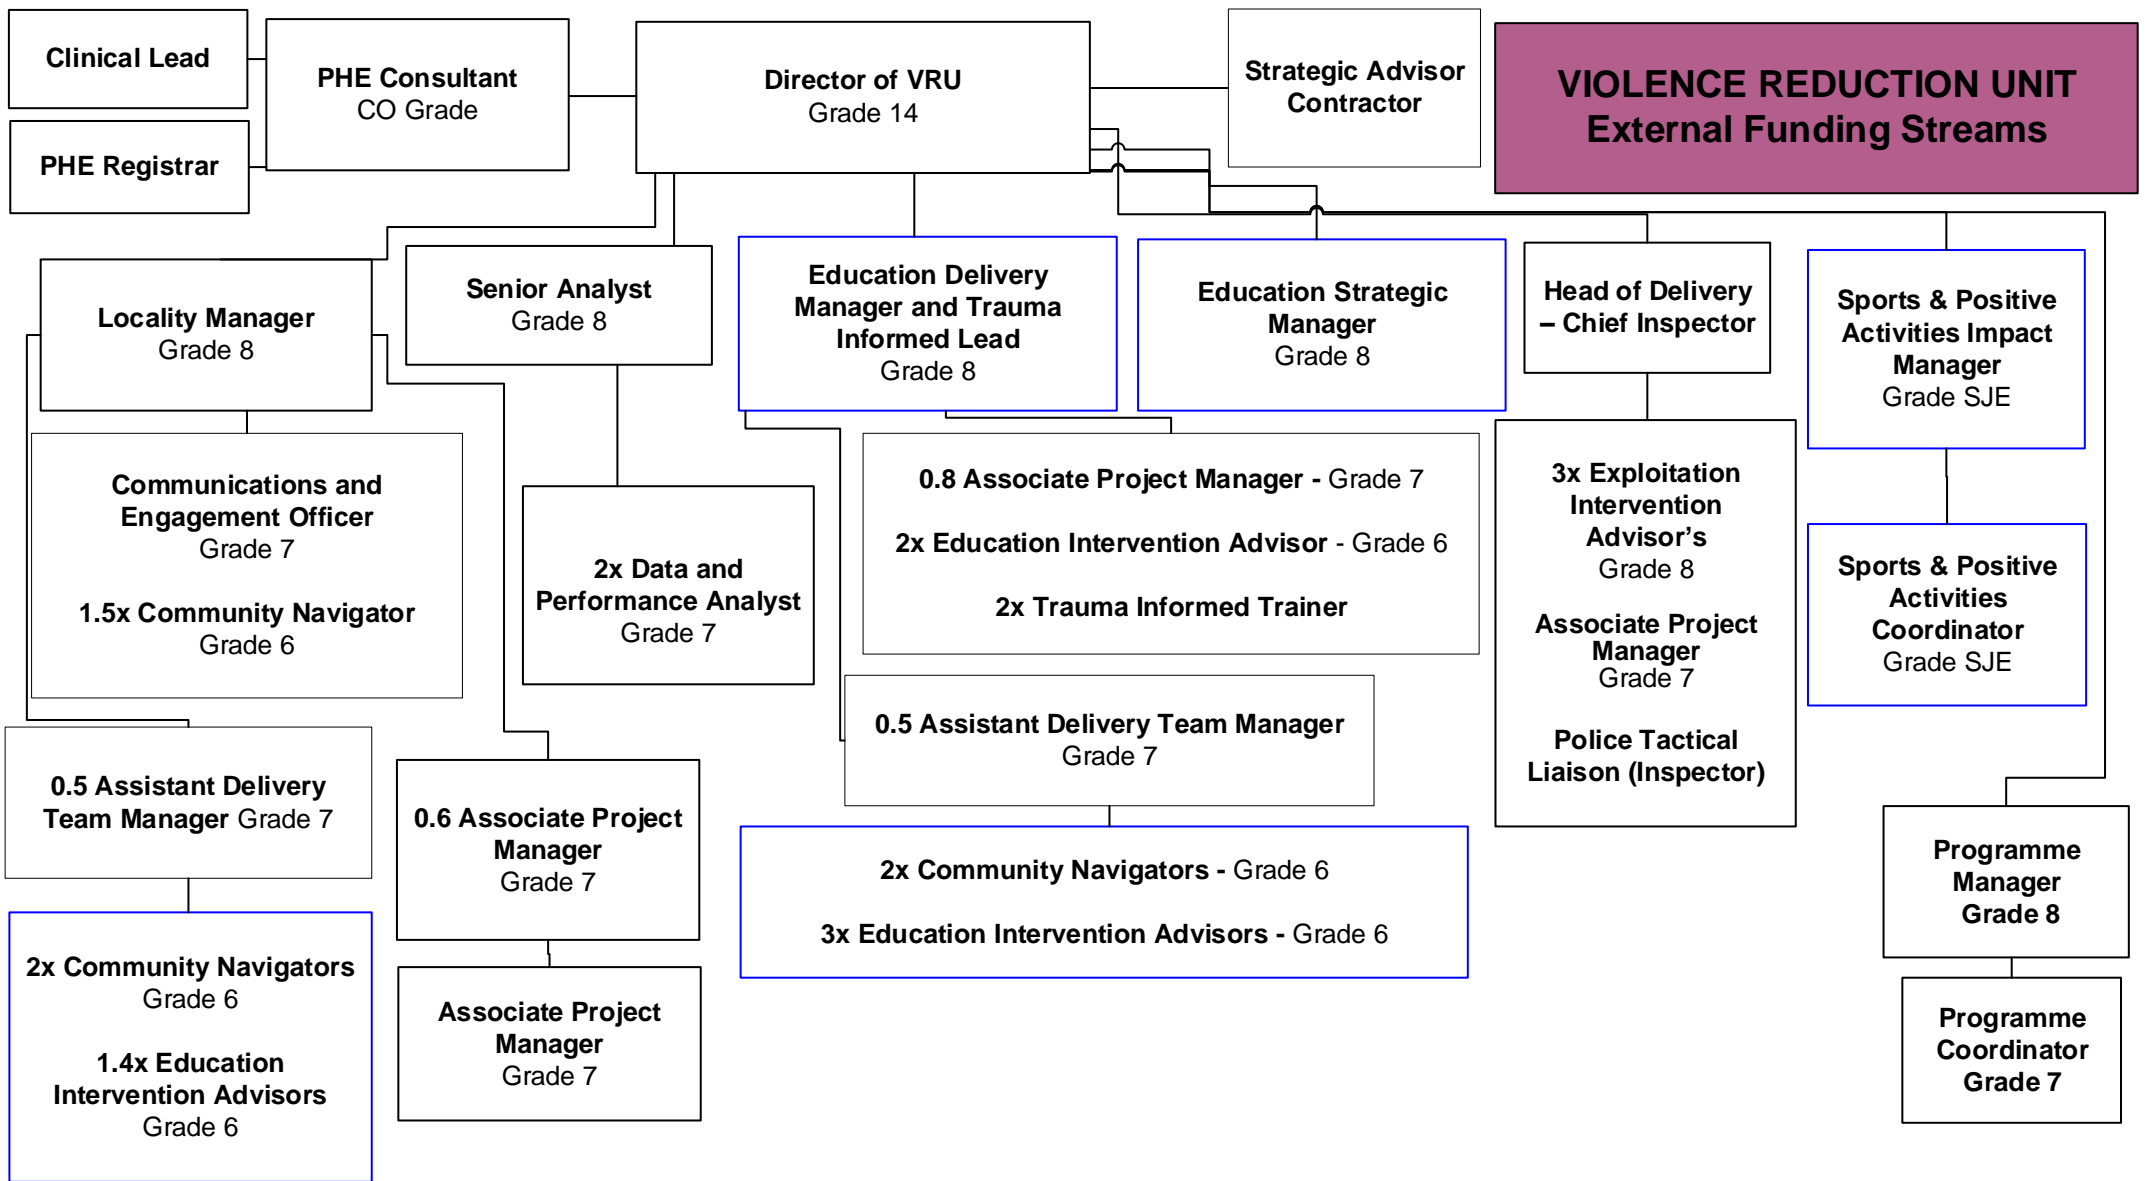 Clinical Lead
PHE Consultant
CO Grade
PHE Registrar
Director of VRU
Grade 14
Strategic Advisor
Contractor
VIOLENCE REDUCTION UNIT
External Funding Streams
Locality Manager
Grade 8
Senior Analyst
Grade 8
Education Delivery
Manager and Trauma
Informed Lead
Grade 8
Education Strategic
Manager
Grade 8
Head of Delivery
– Chief Inspector
Sports & Positive
Activities Impact
Manager
Grade SJE
Communications and
Engagement Officer
Grade 7
1.5x Community Navigator
Grade 6
2x Data and
Performance Analyst
Grade 7
0.8 Associate Project Manager - Grade 7
2x Education Intervention Advisor - Grade 6
2x Trauma Informed Trainer
3x Exploitation
Intervention
Advisor’s
Grade 8
Associate Project
Manager
Grade 7
Police Tactical
Liaison (Inspector)
Sports & Positive
Activities
Coordinator
Grade SJE
0.5 Assistant Delivery
Team Manager Grade 7
0.6 Associate Project
Manager
Grade 7
0.5 Assistant Delivery Team Manager
Grade 7
2x Community Navigators - Grade 6
3x Education Intervention Advisors - Grade 6
Programme
Manager
Grade 8
2x Community Navigators
Grade 6
1.4x Education
Intervention Advisors
Grade 6
Associate Project
Manager
Grade 7
Programme
Coordinator
Grade 7